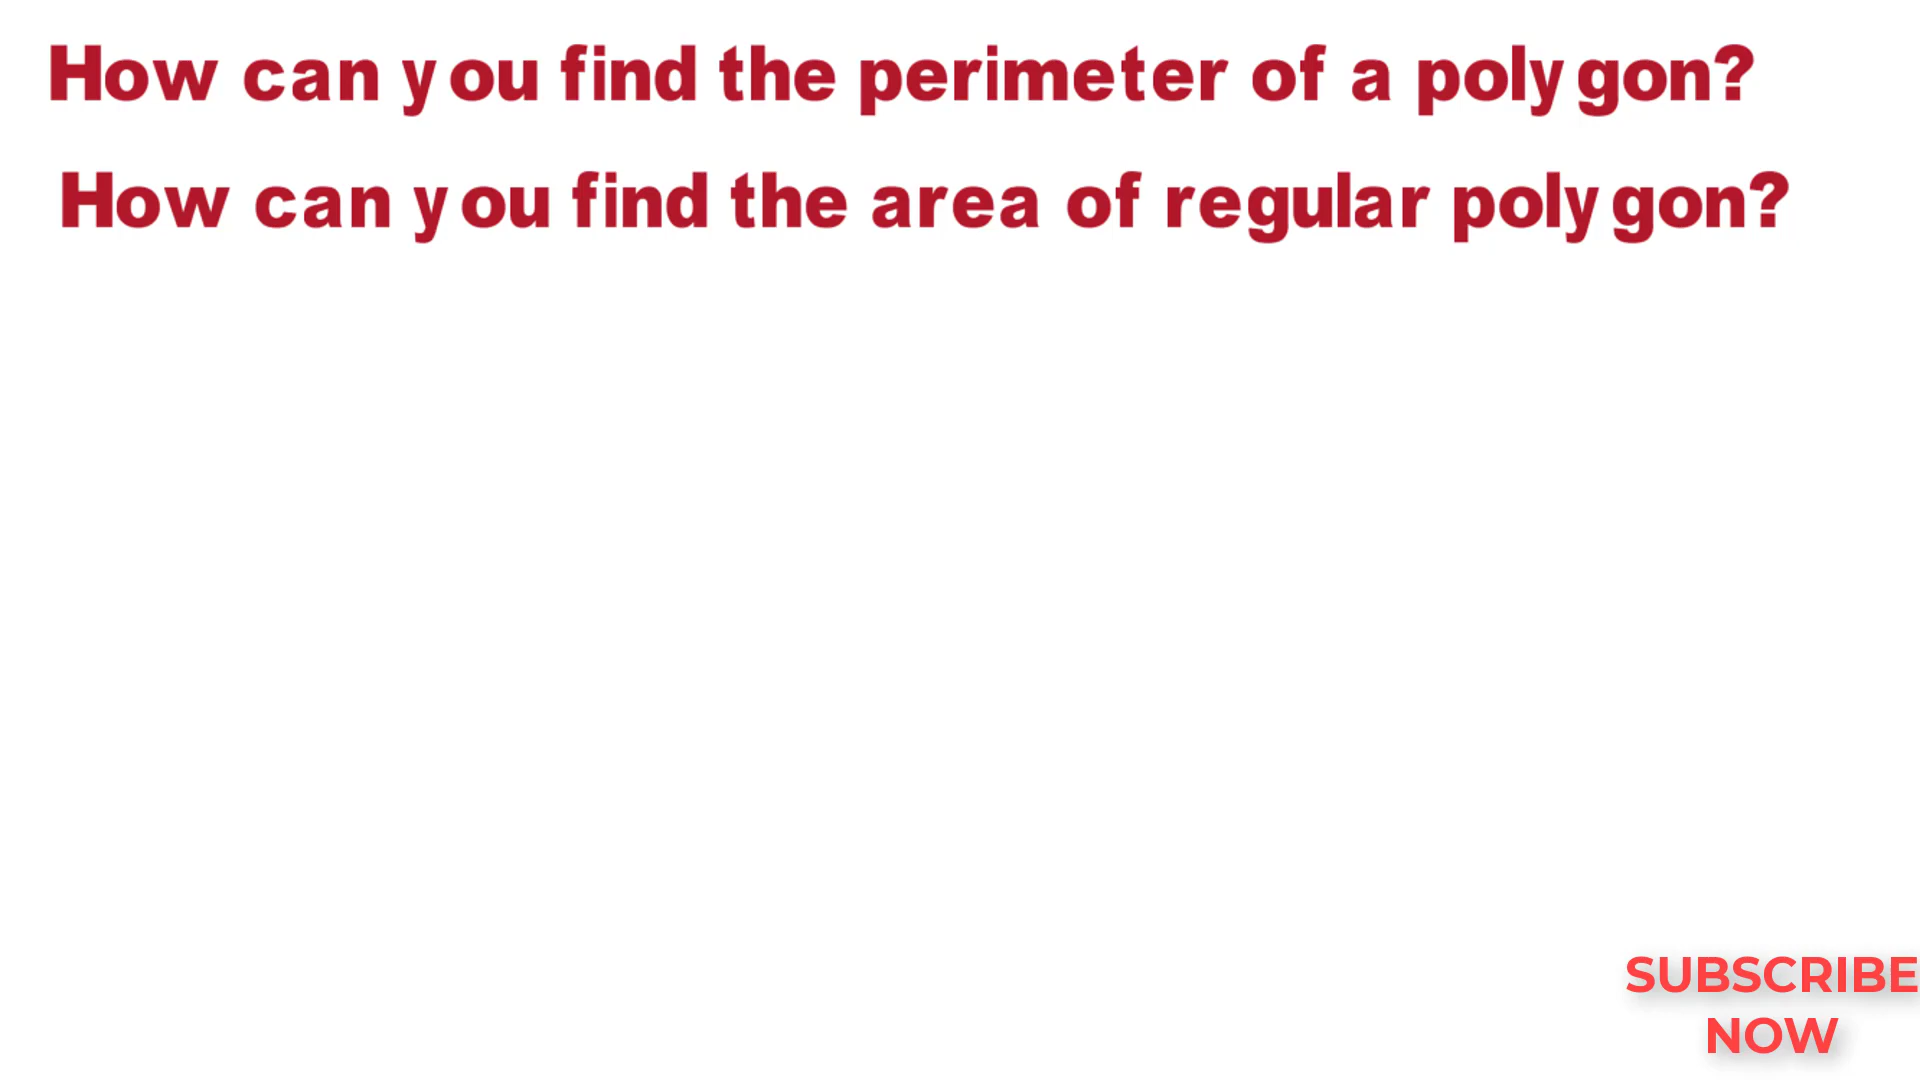 How can you find the perimeter of a polygon?
How can you find the area of regular polygon?
SUBSCRIBE
NOW